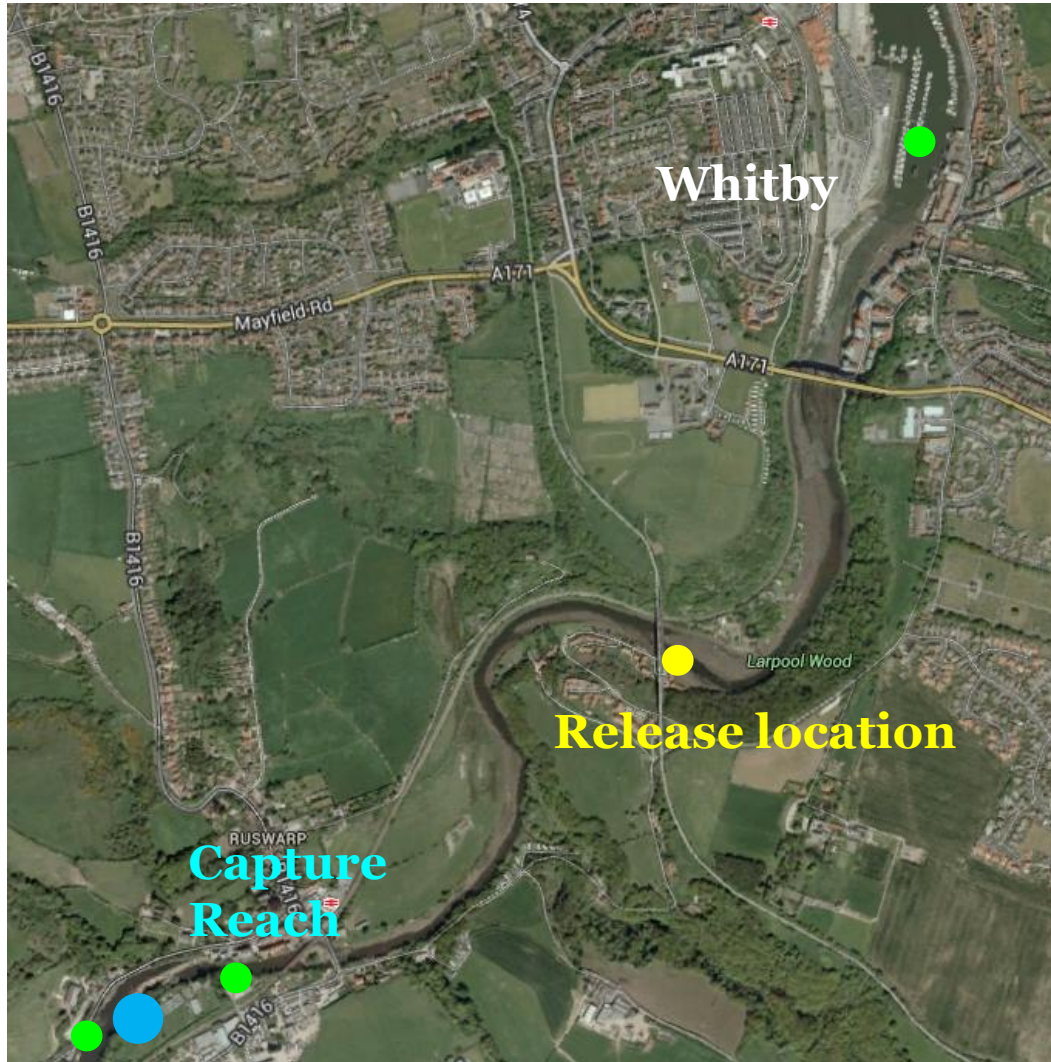 B1416
B1416
Whitby
A171
Mayfield Rd
A171
B1416
Larpool Wood
Release location
RUSWARP
Capture
Reach
B1416